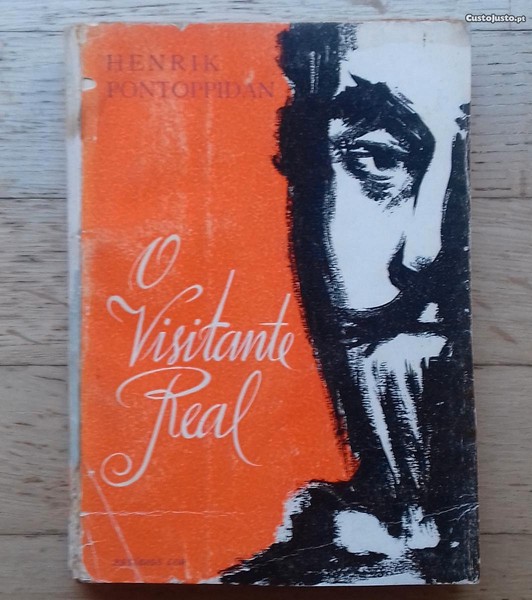 CustoJusto.pt
HENRIK
PONTOPPIDAN
O
Visitante
Real